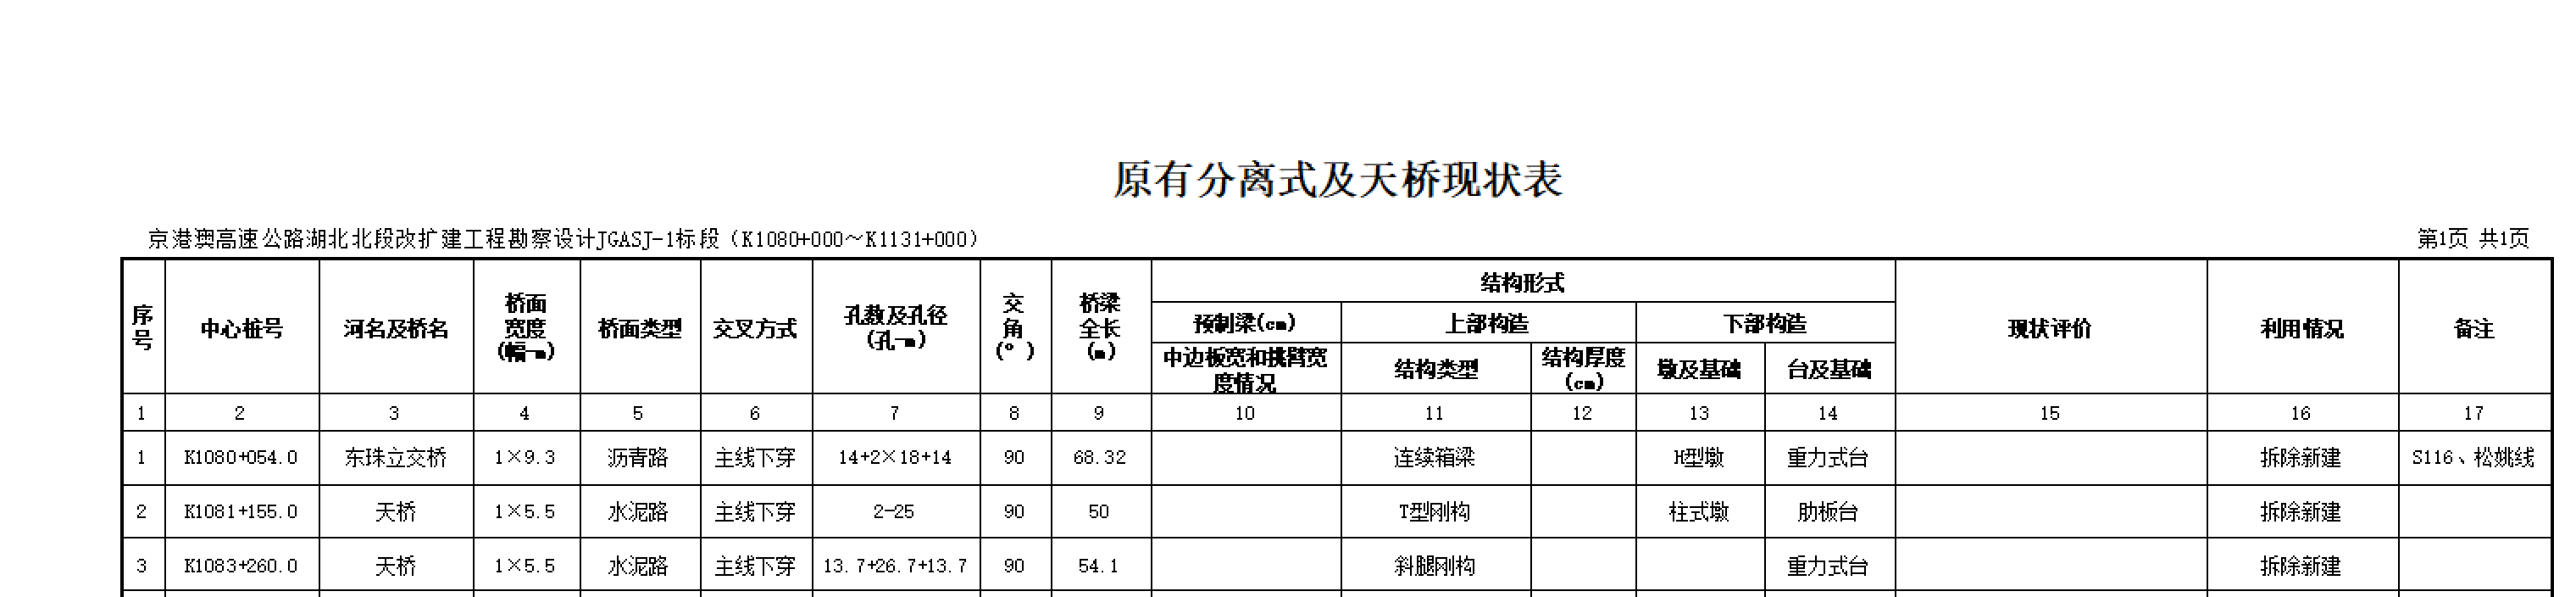 原有分离式及天桥现状表
京港澳高速公路湖北北段改扩建工程勘察设计JGASJ-1标段（K1080+000～K1131+000） 第1页 共1页
序号 中心桩号 河名及桥名 桥面宽度(幅-m) 桥面类型 交叉方式 孔数及孔径(孔-m) 交角(°) 桥梁全长(m) 结构形式 现状评价 利用情况 备注
预制梁(cm) 上部构造 下部构造
中边板宽和挑臂宽度情况 结构类型 结构厚度(cm) 墩及基础 台及基础
1 2 3 4 5 6 7 8 9 10 11 12 13 14 15 16 17
1 K1080+054.0 东珠立交桥 1×9.3 沥青路 主线下穿 14+2×18+14 90 68.32 连续箱梁 H型墩 重力式台 拆除新建 S116、松姚线
2 K1081+155.0 天桥 1×5.5 水泥路 主线下穿 2-25 90 50 T型刚构 柱式墩 肋板台 拆除新建
3 K1083+260.0 天桥 1×5.5 水泥路 主线下穿 13.7+26.7+13.7 90 54.1 斜腿刚构 重力式台 拆除新建